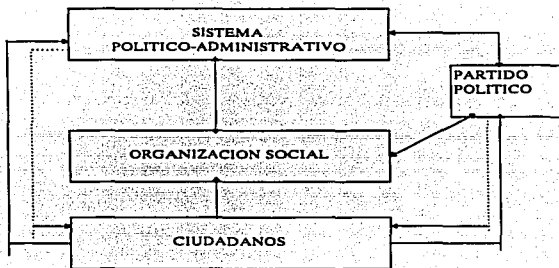 SISTEMA
POLITICO-ADMINISTRATIVO
PARTIDO
POLITICO
ORGANIZACION SOCIAL
CIUDADANOS